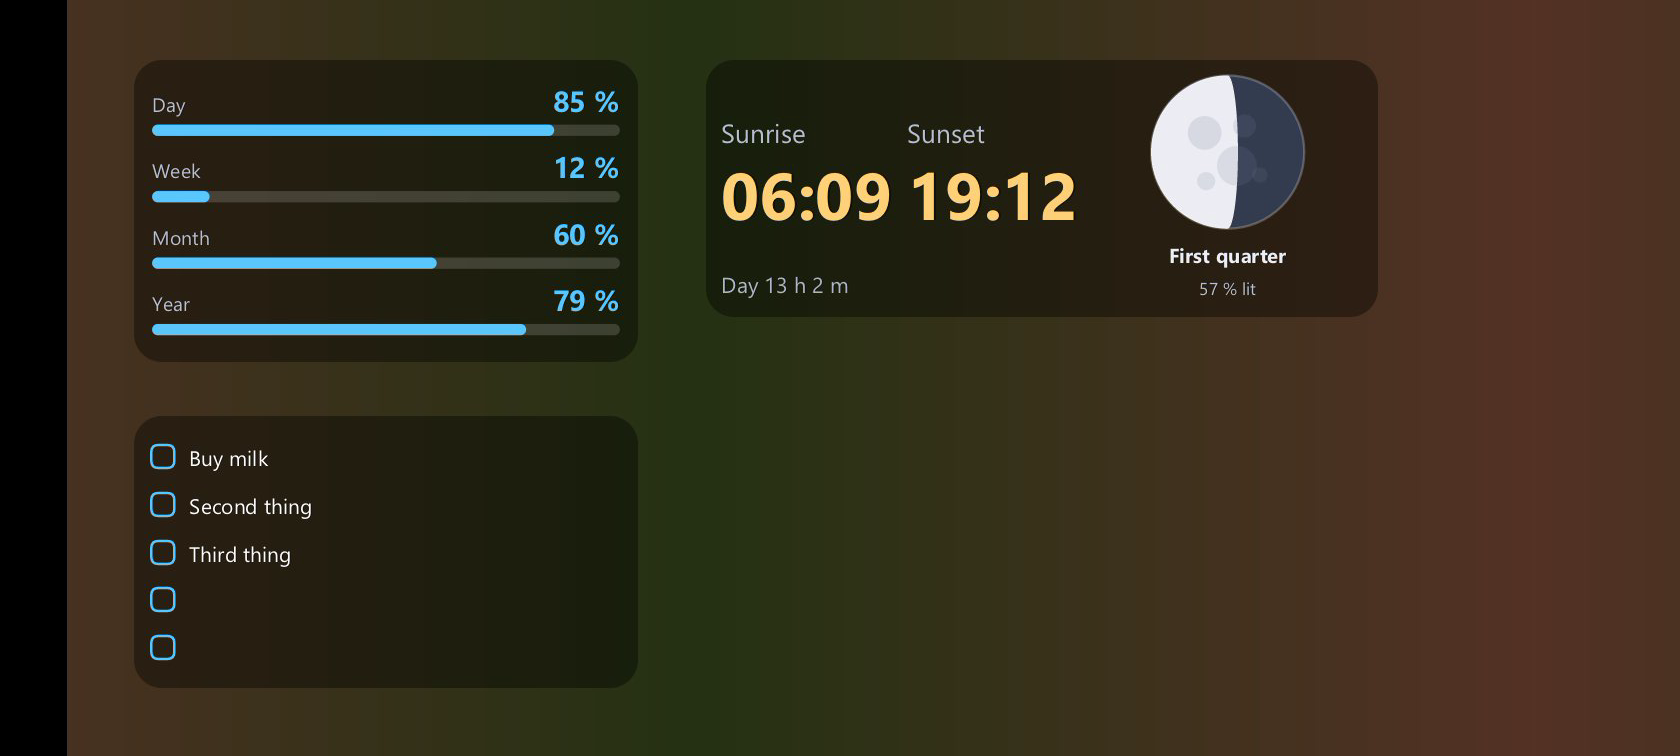 Day 85 %
Week 12 %
Month 60 %
Year 79 %
Sunrise Sunset
06:09 19:12
Day 13 h 2 m
First quarter
57 % lit
Buy milk
Second thing
Third thing